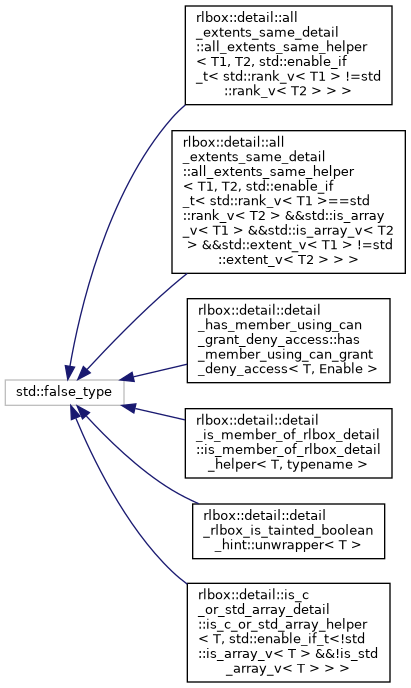 rlbox::detail::all
_extents_same_detail
::all_extents_same_helper
< T1, T2, std::enable_if
_t< std::rank_v< T1 > !=std
::rank_v< T2 > > >
rlbox::detail::all
_extents_same_detail
::all_extents_same_helper
< T1, T2, std::enable_if
_t< std::rank_v< T1 >==std
::rank_v< T2 > &&std::is_array
_v< T1 > &&std::is_array_v< T2
> &&std::extent_v< T1 > !=std
::extent_v< T2 > > >
rlbox::detail::detail
_has_member_using_can
_grant_deny_access::has
_member_using_can_grant
_deny_access< T, Enable >
std::false_type
rlbox::detail::detail
_is_member_of_rlbox_detail
::is_member_of_rlbox_detail
_helper< T, typename >
rlbox::detail::detail
_rlbox_is_tainted_boolean
_hint::unwrapper< T >
rlbox::detail::is_c
_or_std_array_detail
::is_c_or_std_array_helper
< T, std::enable_if_t<!std
::is_array_v< T > &&!is_std
_array_v< T > > >